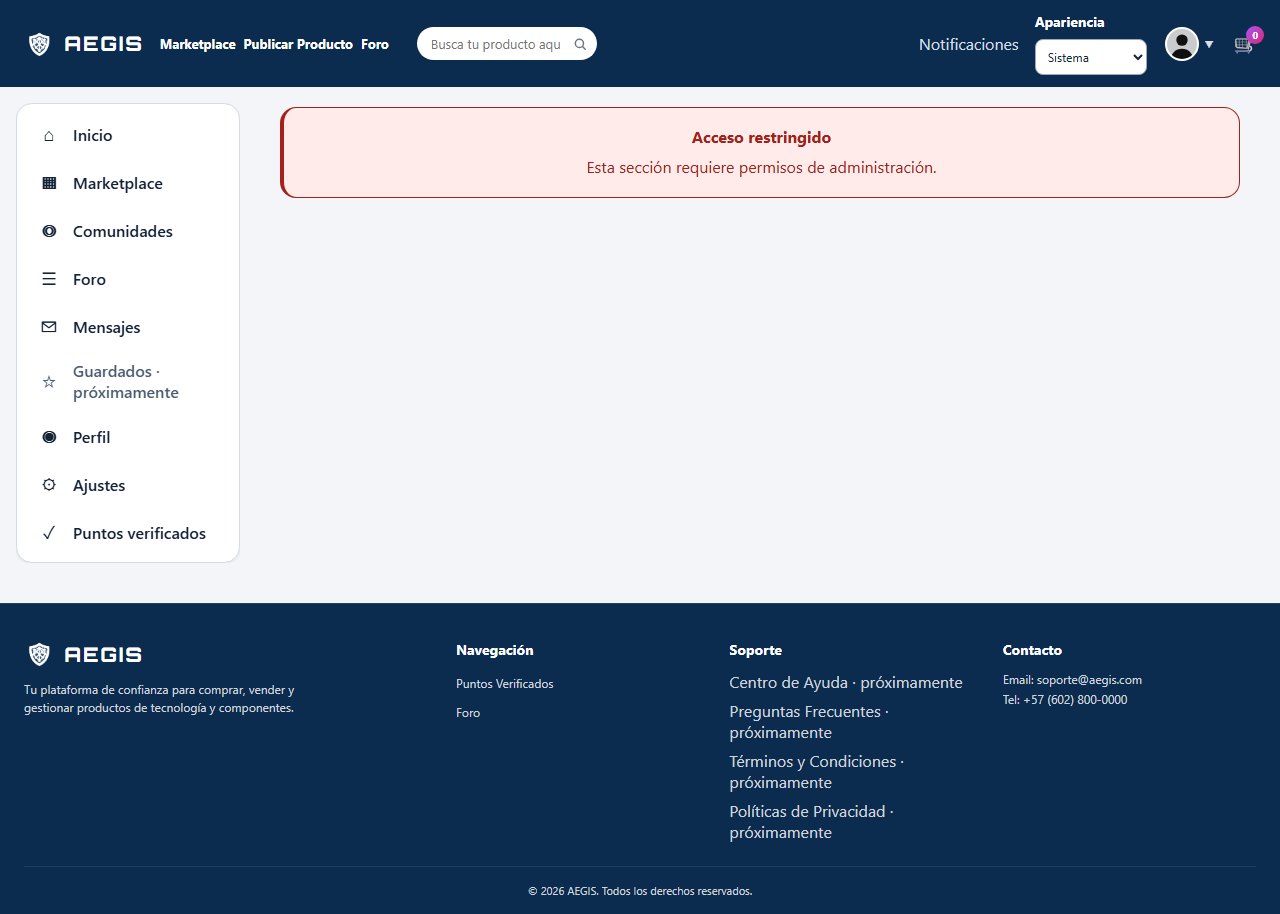 AEGIS
Marketplace Publicar Producto Foro
Busca tu producto aqu
Notificaciones
Apariencia
Sistema
0
Inicio
Marketplace
Comunidades
Foro
Mensajes
Guardados ·
próximamente
Perfil
Ajustes
Puntos verificados
Acceso restringido
Esta sección requiere permisos de administración.
AEGIS
Tu plataforma de confianza para comprar, vender y
gestionar productos de tecnología y componentes.
Navegación
Puntos Verificados
Foro
Soporte
Centro de Ayuda · próximamente
Preguntas Frecuentes ·
próximamente
Términos y Condiciones ·
próximamente
Políticas de Privacidad ·
próximamente
Contacto
Email: soporte@aegis.com
Tel: +57 (602) 800-0000
© 2026 AEGIS. Todos los derechos reservados.